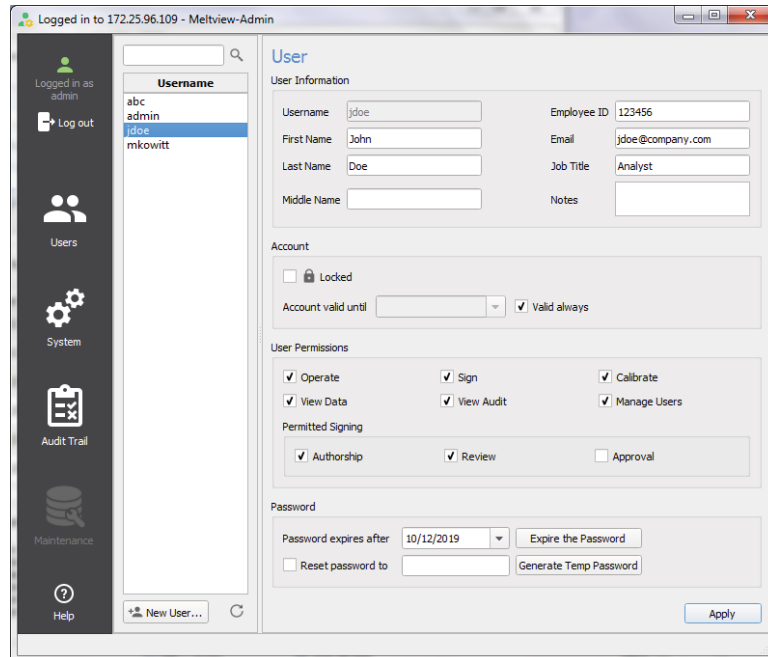 Logged in to 172.25.96.109 - Meltview-Admin
Logged in as
admin
Log out
Users
System
Audit Trail
Maintenance
Help
Username
abc
admin
jdoe
mkowitt
New User...
User
User Information
Username jdoe Employee ID 123456
First Name John Email jdoe@company.com
Last Name Doe Job Title Analyst
Middle Name Notes
Account
Locked
Account valid until Valid always
User Permissions
Operate Sign Calibrate
View Data View Audit Manage Users
Permitted Signing
Authorship Review Approval
Password
Password expires after 10/12/2019 Expire the Password
Reset password to Generate Temp Password
Apply